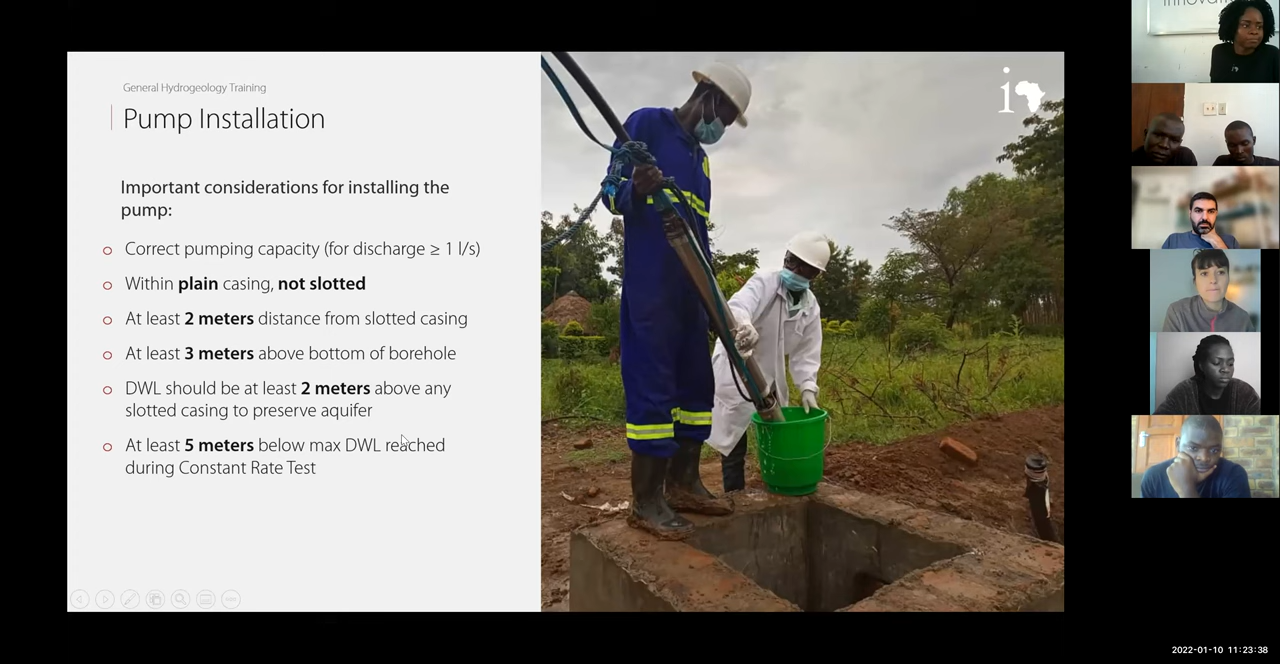 General Hydrogeology Training
Pump Installation
Important considerations for installing the
pump:
Correct pumping capacity (for discharge ≥ 1 l/s)
Within plain casing, not slotted
At least 2 meters distance from slotted casing
At least 3 meters above bottom of borehole
DWL should be at least 2 meters above any
slotted casing to preserve aquifer
At least 5 meters below max DWL reached
during Constant Rate Test
2022-01-10 11:23:38